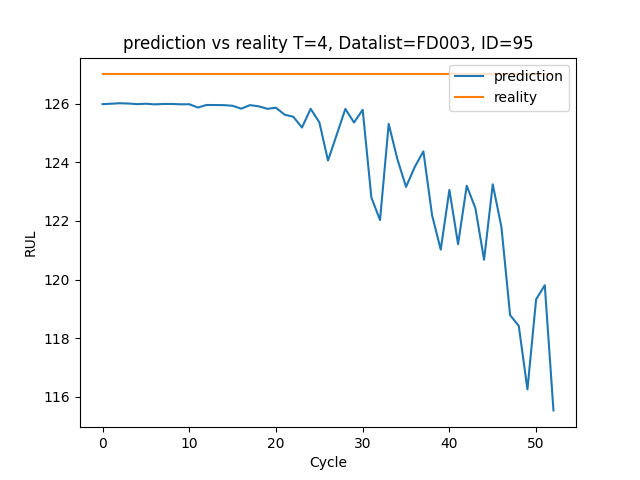 prediction vs reality T=4, Datalist=FD003, ID=95
prediction
reality
126
124
122
120
118
116
RUL
0 10 20 30 40 50
Cycle